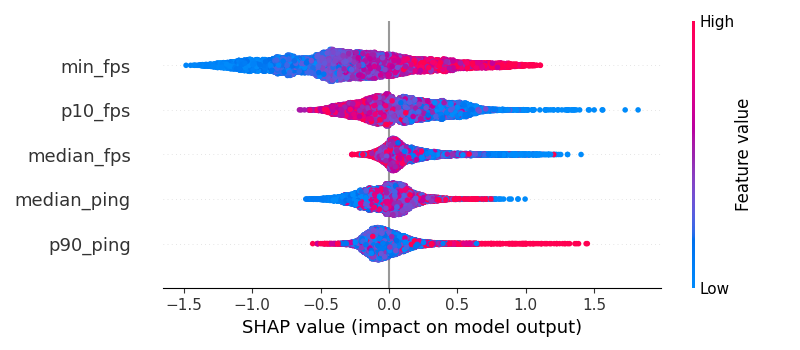 High
min_fps
p10_fps
median_fps
median_ping
p90_ping
Feature value
Low
−1.5 −1.0 −0.5 0.0 0.5 1.0 1.5
SHAP value (impact on model output)